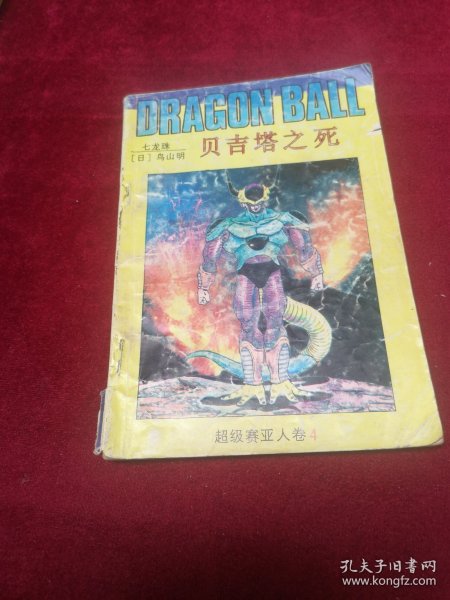 DRAGON BALL
七龙珠
[日]鸟山明
贝吉塔之死
超级赛亚人卷4
孔夫子旧书网
www.kongfz.com